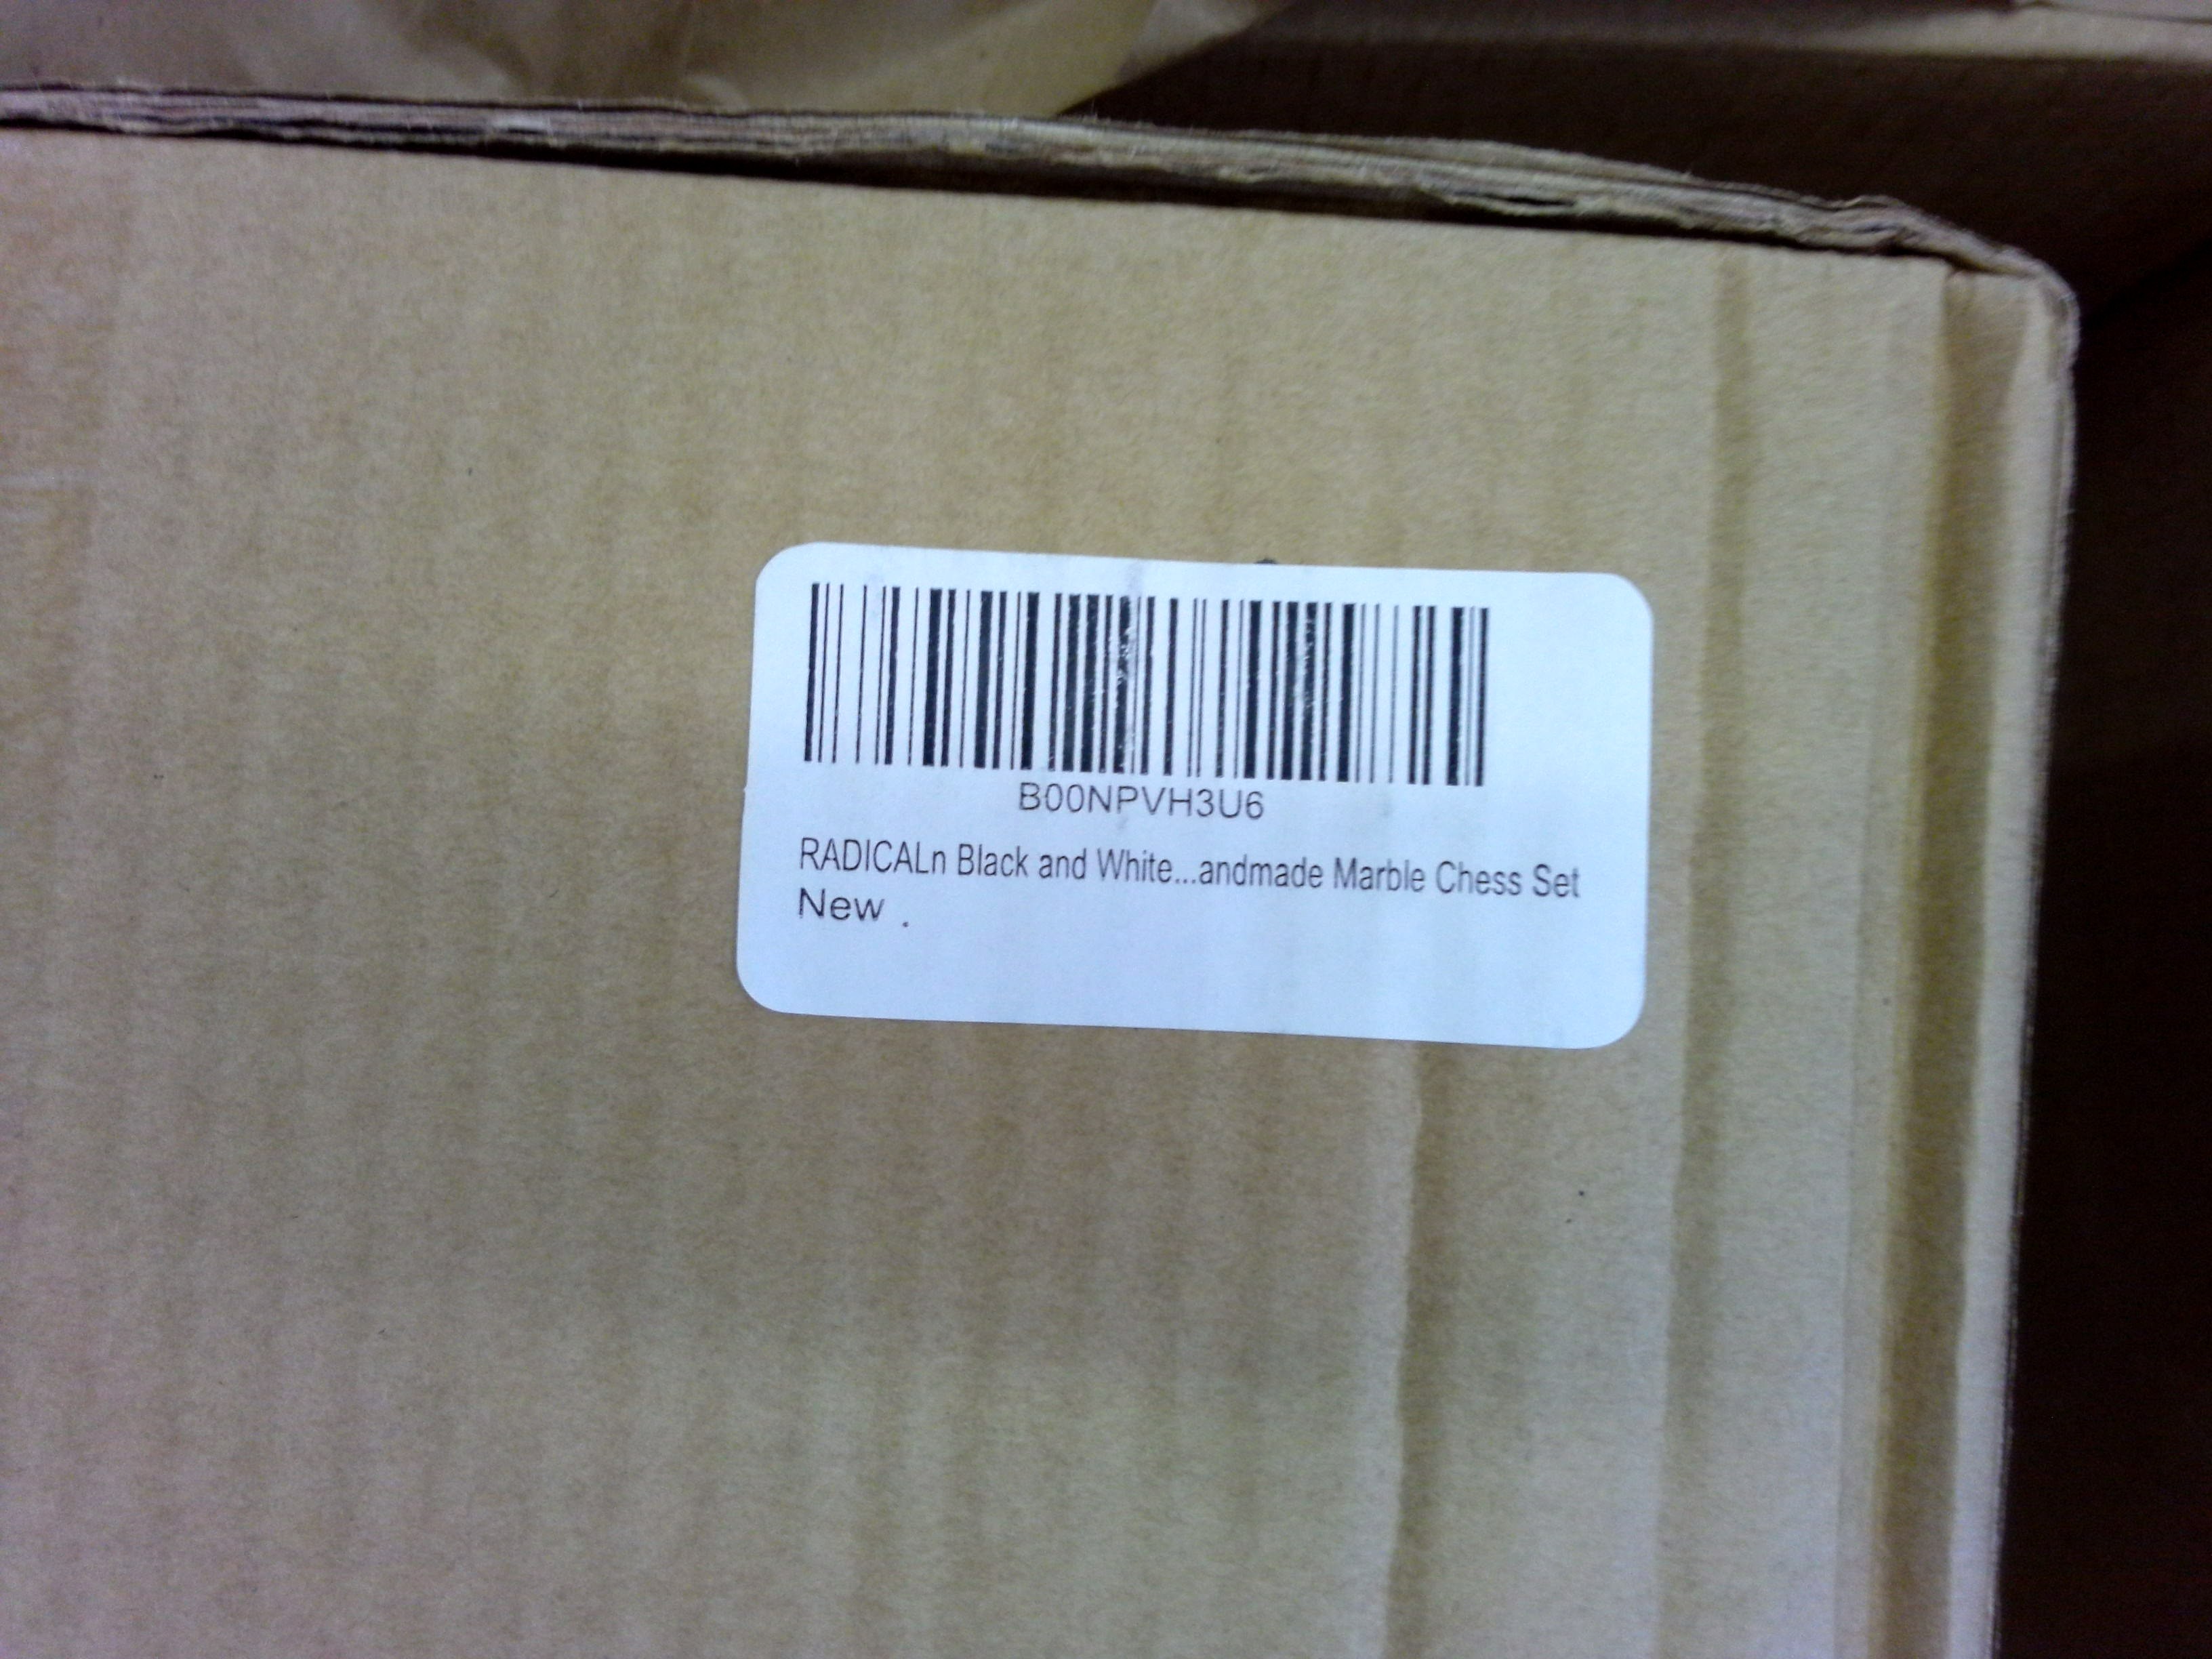 B00NPVH3U6
RADICALn Black and White...andmade Marble Chess Set
New .